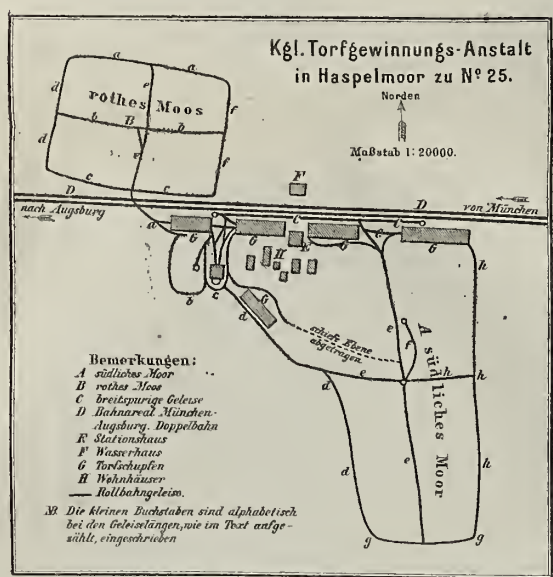 Kgl. Torfgewinnungs-Anstalt
in Haspelmoor zu Nº 25.
Norden
Maßstab 1:20000.
a
a
d
e
f
rothes Moos
b
B
b
d
e
f
c
c
F
D
D
nach Augsburg
von München
C
C
a
G
G
E
G
e
G
b
H
h
b
c
G
d
schiefe Ebene
abgetragen
e
f
A südliches Moor
d
e
h
h
d
e
h
g
g
Bemerkungen:
A südliches Moor
B rothes Moos
C breitspurige Geleise
D Bahnareal München-
Augsburg. Doppelbahn
E Stationshaus
F Wasserhaus
G Torfschupfen
H Wohnhäuser
Rollbahngeleise.
NB. Die kleinen Buchstaben sind alphabetisch
bei den Geleiselängen, wie im Text aufge-
zählt, eingeschrieben